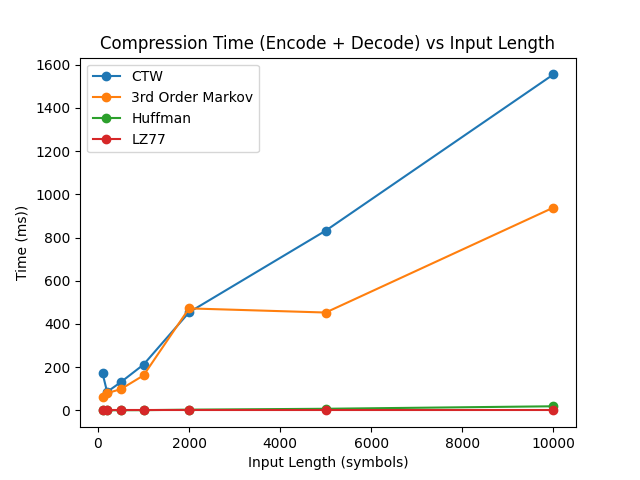 Compression Time (Encode + Decode) vs Input Length
CTW
3rd Order Markov
Huffman
LZ77
Time (ms))
1600
1400
1200
1000
800
600
400
200
0
0 2000 4000 6000 8000 10000
Input Length (symbols)